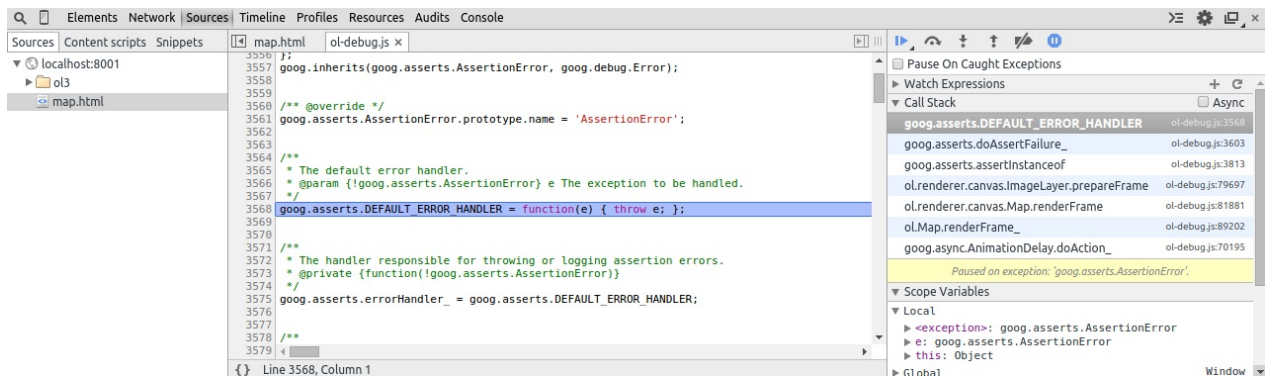 Elements Network Sources Timeline Profiles Resources Audits Console
Sources Content scripts Snippets
localhost:8001
ol3
map.html
map.html ol-debug.js ×
3556 };
3557 goog.inherits(goog.asserts.AssertionError, goog.debug.Error);
3558
3559
3560 /** @override */
3561 goog.asserts.AssertionError.prototype.name = 'AssertionError';
3562
3563
3564 /**
3565 * The default error handler.
3566 * @param {!goog.asserts.AssertionError} e The exception to be handled.
3567 */
3568 goog.asserts.DEFAULT_ERROR_HANDLER = function(e) { throw e; };
3569
3570
3571 /**
3572 * The handler responsible for throwing or logging assertion errors.
3573 * @private {function(!goog.asserts.AssertionError)}
3574 */
3575 goog.asserts.errorHandler_ = goog.asserts.DEFAULT_ERROR_HANDLER;
3576
3577
3578 /**
3579
{} Line 3568, Column 1
Pause On Caught Exceptions
Watch Expressions
Call Stack Async
goog.asserts.DEFAULT_ERROR_HANDLER ol-debug.js:3568
goog.asserts.doAssertFailure_ ol-debug.js:3603
goog.asserts.assertInstanceof ol-debug.js:3813
ol.renderer.canvas.ImageLayer.prepareFrame ol-debug.js:79697
ol.renderer.canvas.Map.renderFrame ol-debug.js:81881
ol.Map.renderFrame_ ol-debug.js:89202
goog.async.AnimationDelay.doAction_ ol-debug.js:70195
Paused on exception: 'goog.asserts.AssertionError'.
Scope Variables
Local
<exception>: goog.asserts.AssertionError
e: goog.asserts.AssertionError
this: Object
Global Window